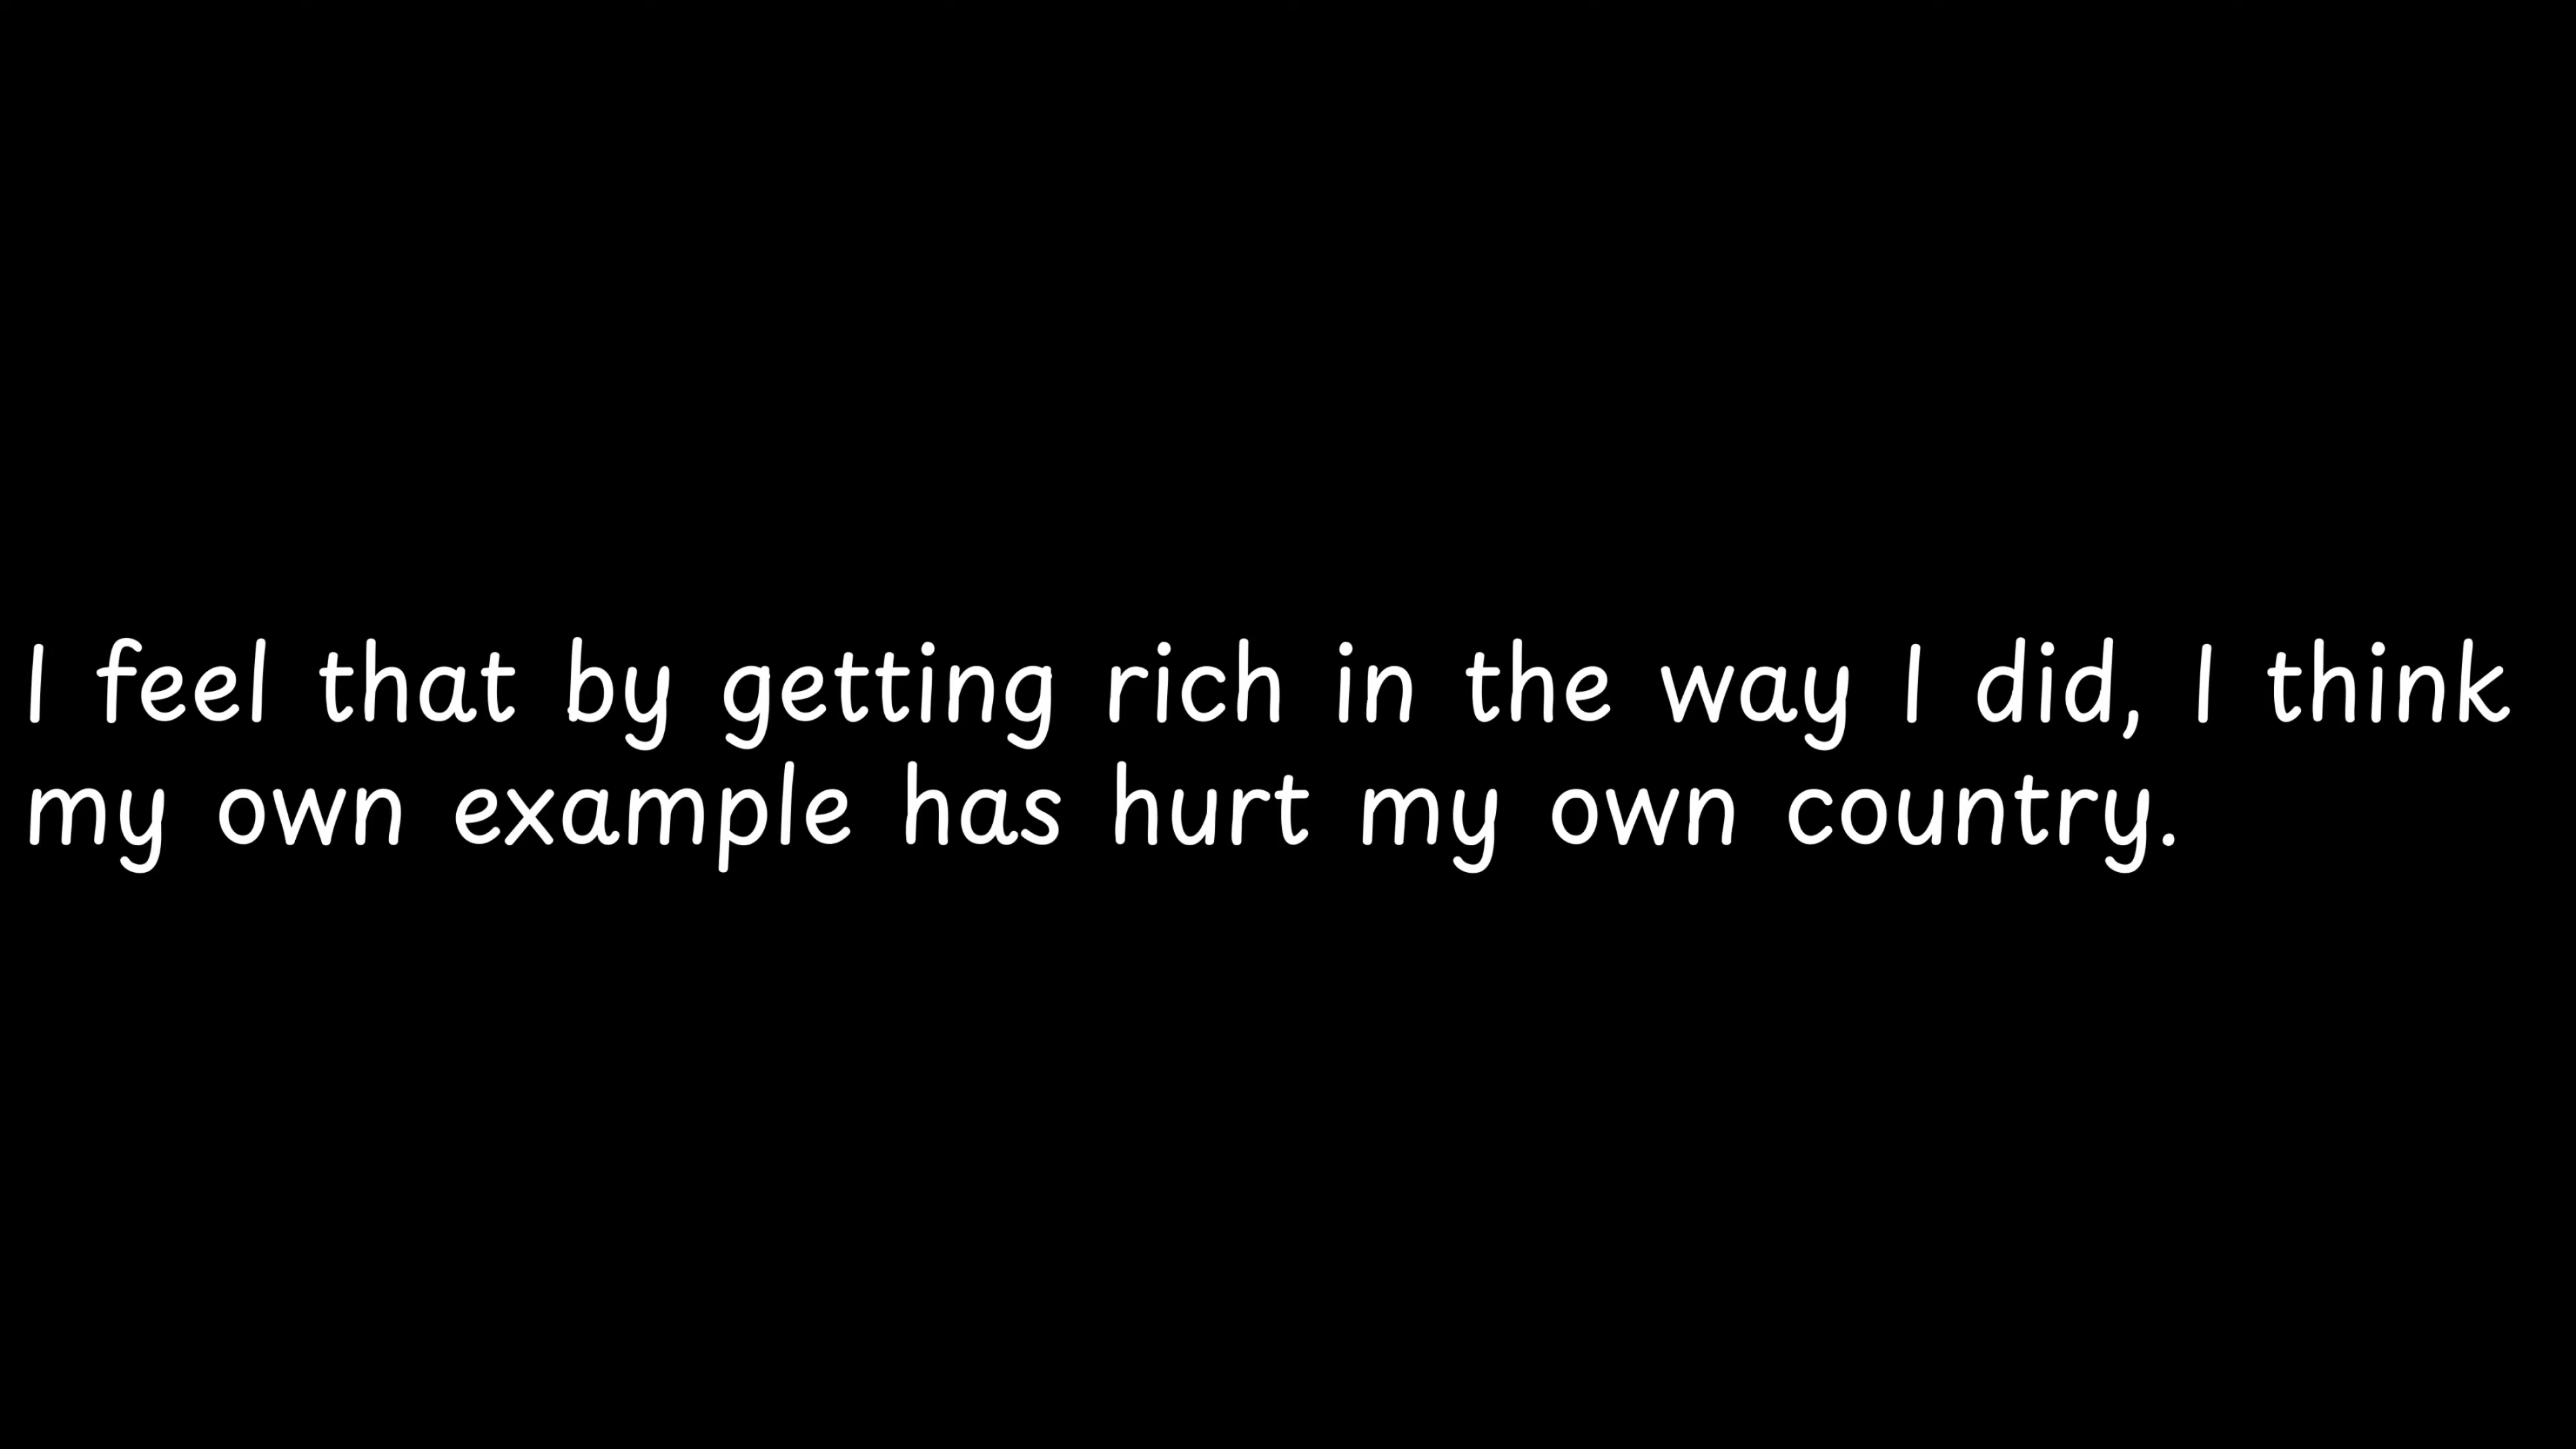 I feel that by getting rich in the way I did, I think
my own example has hurt my own country.